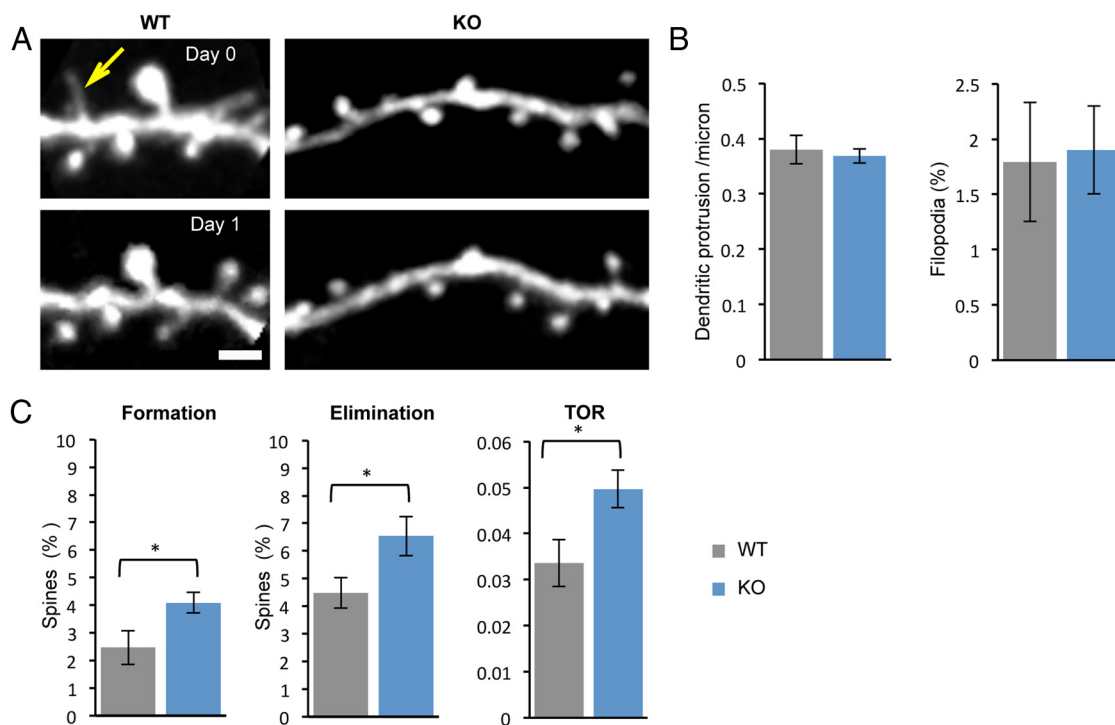 WT
KO
A
Day 0
Day 1
B
Dendritic protrusion /micron
0.5
0.4
0.3
0.2
0.1
0
Filopodia (%)
2.5
2
1.5
1
0.5
0
C
Formation
Spines (% )
10
9
8
7
6
5
4
3
2
1
0
*
Elimination
Spines (% )
10
9
8
7
6
5
4
3
2
1
0
*
TOR
0.06
0.05
0.04
0.03
0.02
0.01
0
*
WT
KO